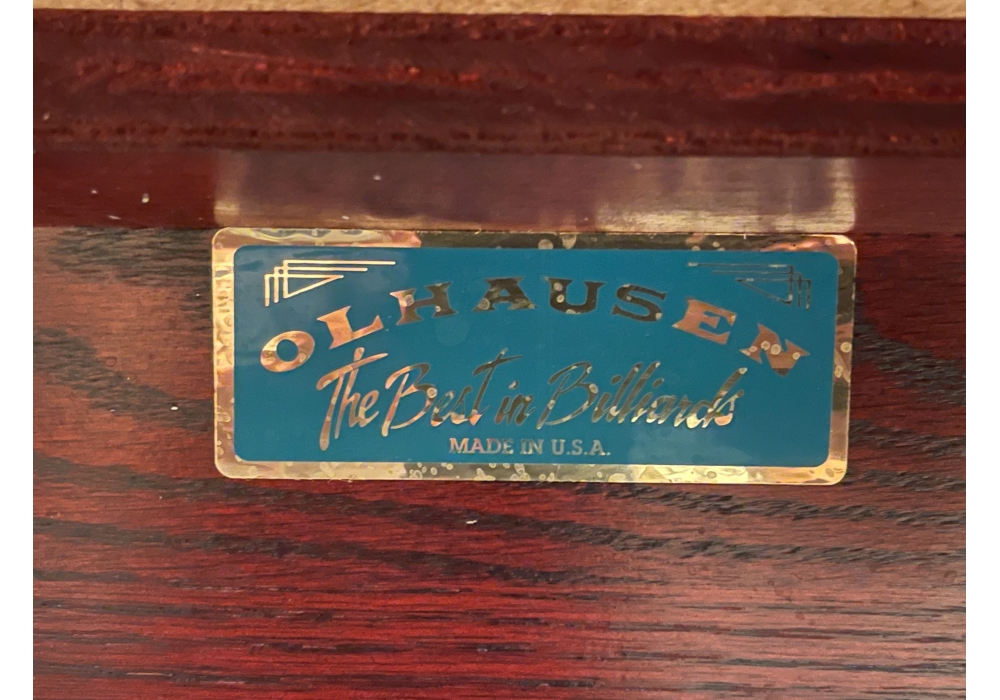 OLHAUSEN
The Best in Billiards
MADE IN U.S.A.